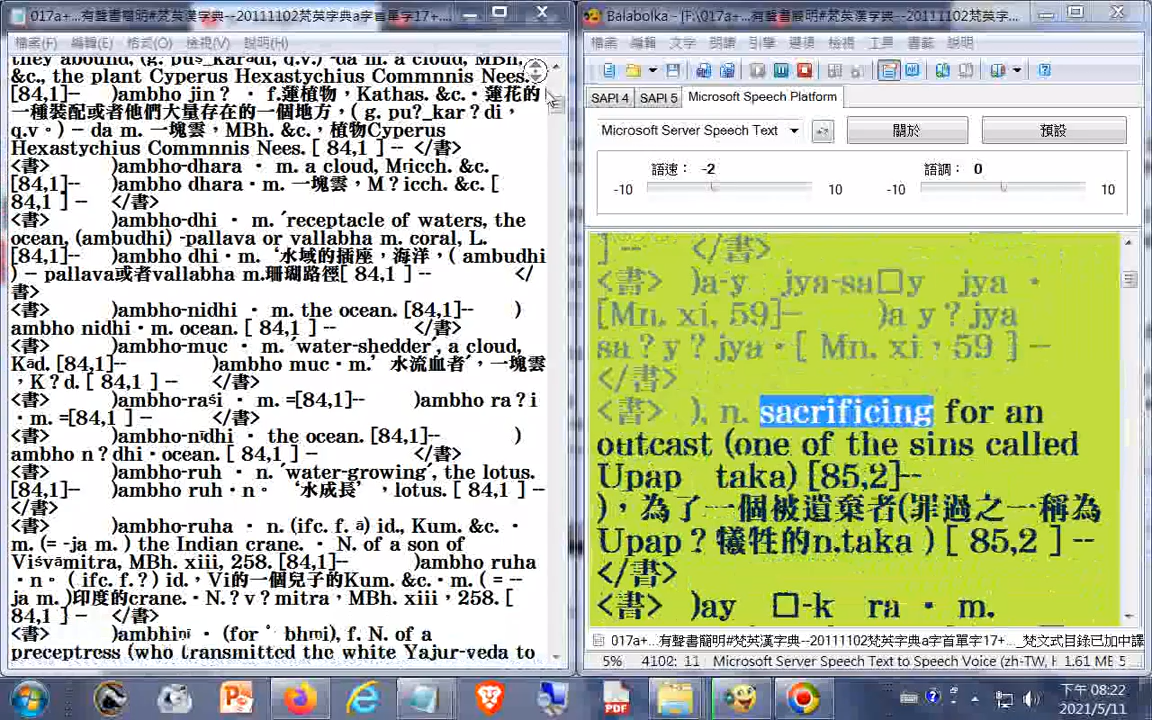 017a+...有聲書簡明#梵英漢字典--20111102梵英字典a字首單字17+...
檔案(F) 編輯(E) 格式(O) 檢視(V) 說明(H)
&c., the plant Cyperus Hexastychius Commnnis Nees.
[84,1]-- )ambho jin? ‧ f.蓮植物, Kathas. &c.‧蓮花的
一種裝配或者他們大量存在的一個地方，( g. pu?_kar？di，
q.v。) – da m. 一塊雲, MBh. &c.，植物Cyperus
Hexastychius Commnnis Nees. [ 84,1 ] -- </書>
<書> )ambho-dhara ‧ m. a cloud, Mṛicch. &c.
[84,1]-- )ambho dhara‧m. 一塊雲，M？icch. &c. [
84,1 ] -- </書>
<書> )ambho-dhi ‧ m. ′receptacle of waters, the
ocean, (ambudhi) -pallava or vallabha m. coral, L.
[84,1]-- )ambho dhi‧m.‘水域的插座，海洋，( ambudhi
) – pallava或者vallabha m.珊瑚路徑[ 84,1 ] -- </
書>
<書> )ambho-nidhi ‧ m. the ocean. [84,1]-- )
ambho nidhi‧m. ocean. [ 84,1 ] -- </書>
<書> )ambho-muc ‧ m. ′water-shedder′, a cloud,
Kād. [84,1]-- )ambho muc‧m.′ 水流血者′，一塊雲
，K？d. [ 84,1 ] -- </書>
<書> )ambho-raśi ‧ m. =[84,1]-- )ambho ra？i
‧m. =[84,1 ] -- </書>
<書> )ambho-nīdhi ‧ the ocean. [84,1]-- )
ambho n？dhi‧ocean. [ 84,1 ] -- </書>
<書> )ambho-ruh ‧ n. ′water-growing′, the lotus.
[84,1]-- )ambho ruh‧n。‘水成長’，lotus. [ 84,1 ] --
</書>
<書> )ambho-ruha ‧ n. (ifc. f. ā) id., Kum. &c. ‧
m. (= -ja m. ) the Indian crane. ‧ N. of a son of
Viśvāmitra, MBh. xiii, 258. [84,1]-- )ambho ruha
‧n。( ifc. f.？) id.，Vi的一個兒子的Kum. &c.‧m. ( = --
ja m. )印度的crane.‧N.？v？mitra，MBh. xiii，258. [
84,1 ] -- </書>
(for ° bhṛṇi), f. N. of a
preceptress (who transmitted the white Yajur-veda to
Balabolka - [F:\017a+...有聲書簡明#梵英漢字典--20111102梵英字...
檔案 編輯 文字 朗讀 引擎 選項 檢視 工具 書籤 說明
SAPI 4 SAPI 5 Microsoft Speech Platform
Microsoft Server Speech Text 關於 預設
語速： -2 語調： 0
-10 10 -10 10
] -- </書>
<書> )a-y jya-sa□y jya ‧
[Mn. xi, 59]-- )a y？jya
sa？y？jya‧[ Mn. xi，59 ] --
</書>
<書> ), n. sacrificing for an
outcast (one of the sins called
Upap taka) [85,2]--
)，為了一個被遺棄者(罪過之一稱為
Upap？犧牲的n.taka ) [ 85,2 ] --
</書>
<書> )ay □-k ra ‧ m.
017a+...有聲書簡明#梵英漢字典--20111102梵英字典a字首單字17+..._梵文式目錄已加中譯
5% 4102: 11 Microsoft Server Speech Text to Speech Voice (zh-TW, H 1.61 MB 5
PDF
下午 08:22
2021/5/11